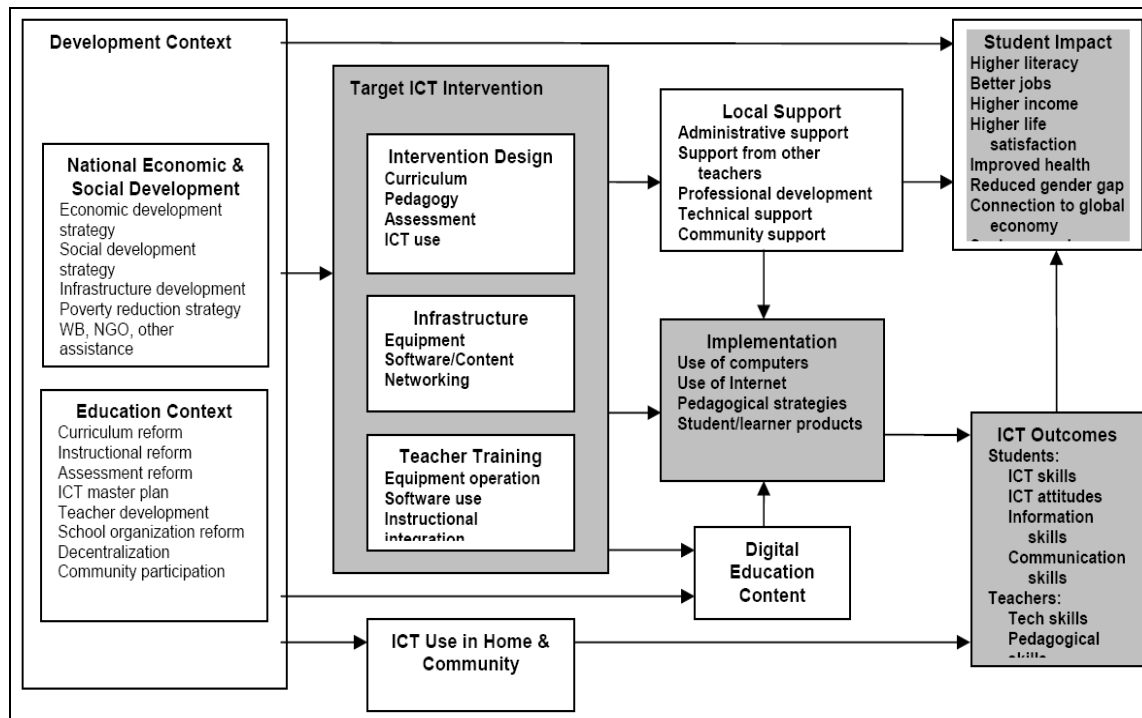 Development Context
National Economic &
Social Development
Economic development
strategy
Social development
strategy
Infrastructure development
Poverty reduction strategy
WB, NGO, other
assistance
Education Context
Curriculum reform
Instructional reform
Assessment reform
ICT master plan
Teacher development
School organization reform
Decentralization
Community participation
Target ICT Intervention
Intervention Design
Curriculum
Pedagogy
Assessment
ICT use
Infrastructure
Equipment
Software/Content
Networking
Teacher Training
Equipment operation
Software use
Instructional
integration
ICT Use in Home &
Community
Local Support
Administrative support
Support from other
teachers
Professional development
Technical support
Community support
Implementation
Use of computers
Use of Internet
Pedagogical strategies
Student/learner products
Digital
Education
Content
Student Impact
Higher literacy
Better jobs
Higher income
Higher life
satisfaction
Improved health
Reduced gender gap
Connection to global
economy
ICT Outcomes
Students:
ICT skills
ICT attitudes
Information
skills
Communication
skills
Teachers:
Tech skills
Pedagogical
skills